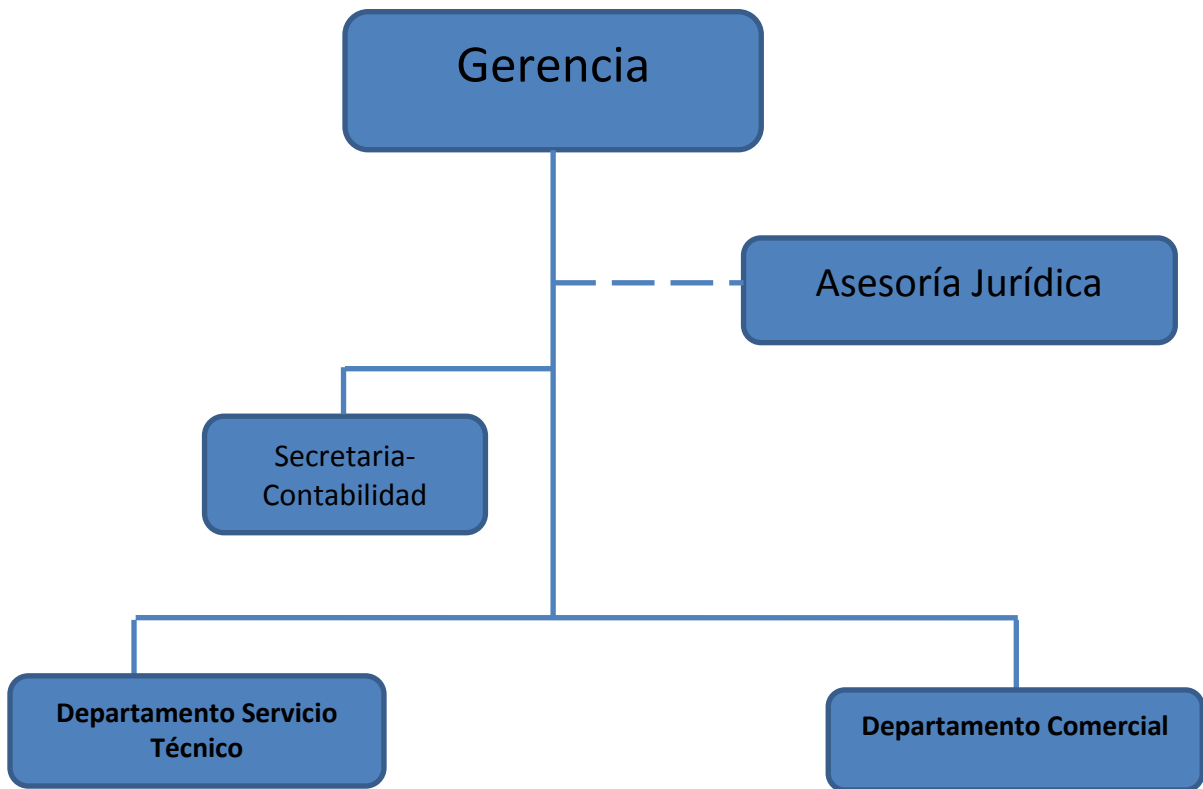 Gerencia
Asesoría Jurídica
Secretaria-
Contabilidad
Departamento Servicio
Técnico
Departamento Comercial